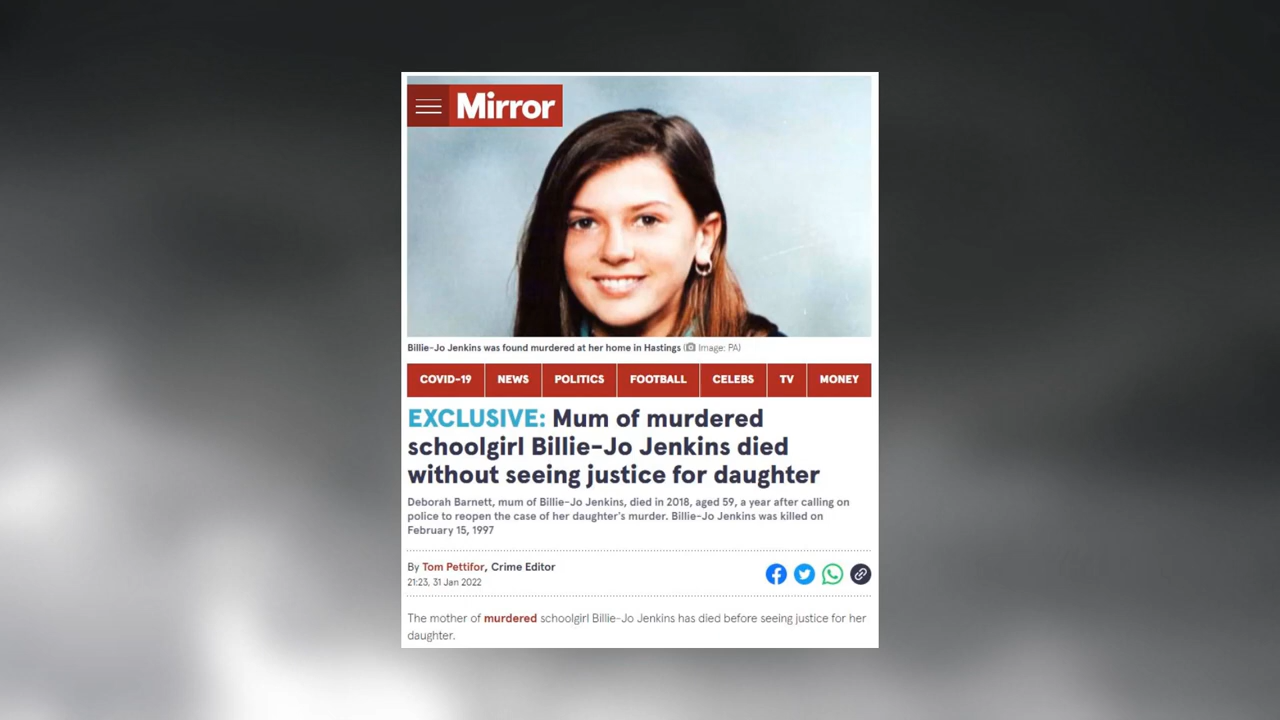 Mirror
Billie-Jo Jenkins was found murdered at her home in Hastings (Image: PA)
COVID-19 NEWS POLITICS FOOTBALL CELEBS TV MONEY
EXCLUSIVE: Mum of murdered
schoolgirl Billie-Jo Jenkins died
without seeing justice for daughter
Deborah Barnett, mum of Billie-Jo Jenkins, died in 2018, aged 59, a year after calling on
police to reopen the case of her daughter's murder. Billie-Jo Jenkins was killed on
February 15, 1997
By Tom Pettifor, Crime Editor
21:23, 31 Jan 2022
The mother of murdered schoolgirl Billie-Jo Jenkins has died before seeing justice for her
daughter.